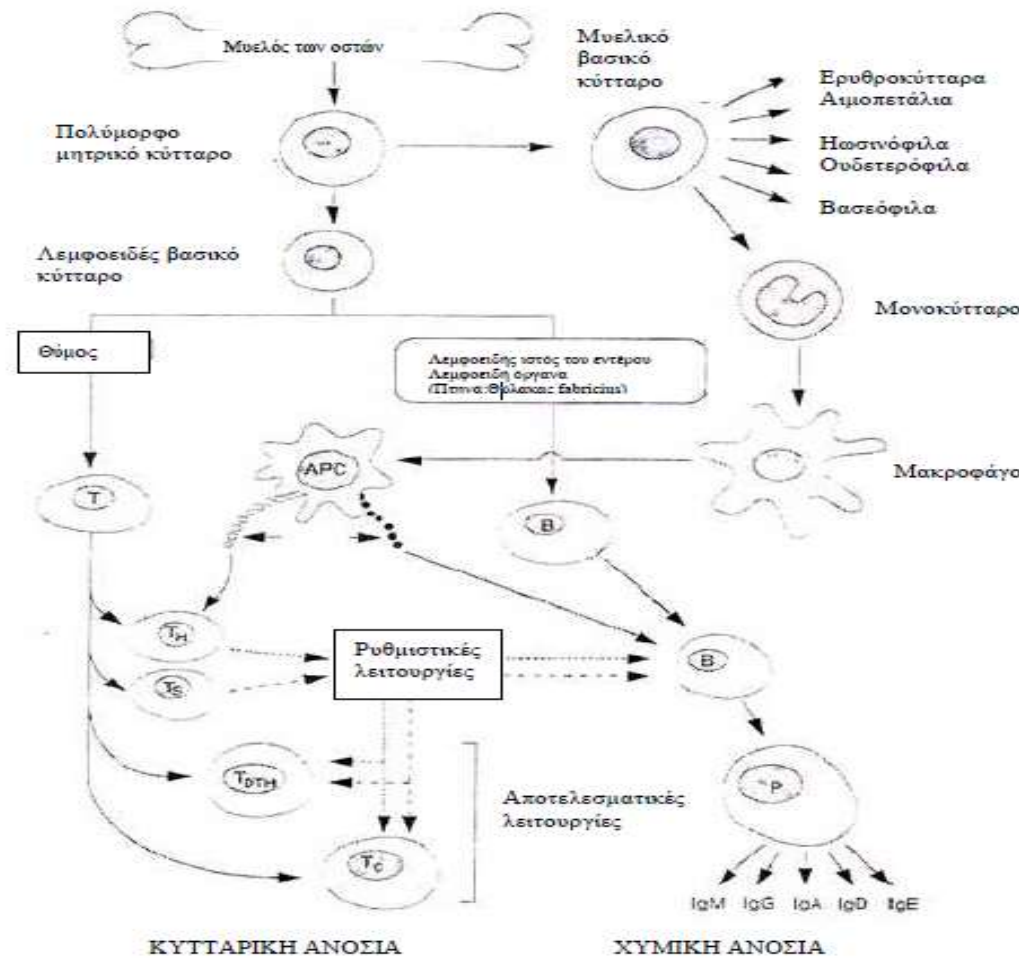 Μυελός των οστών
Μυελικό
βασικό
κύτταρο
Ερυθροκύτταρα
Αιμοπετάλια
Ηωσινόφιλα
Ουδετερόφιλα
Βασεόφιλα
Πολύμορφο
μητρικό κύτταρο
Λεμφοειδές βασικό
κύτταρο
Μονοκύτταρο
Θύμος
Λεμφοειδής ιστός του εντέρου
Λεμφοειδή όργανα
(Πτηνα:Θύλακας fabricius)
APC
Μακροφάγο
T
B
TH
Ρυθμιστικές
λειτουργίες
B
TS
TDTH
P
Αποτελεσματικές
λειτουργίες
TC
IgM IgG IgA IgD IgE
ΚΥΤΤΑΡΙΚΗ ΑΝΟΣΙΑ
ΧΥΜΙΚΗ ΑΝΟΣΙΑ